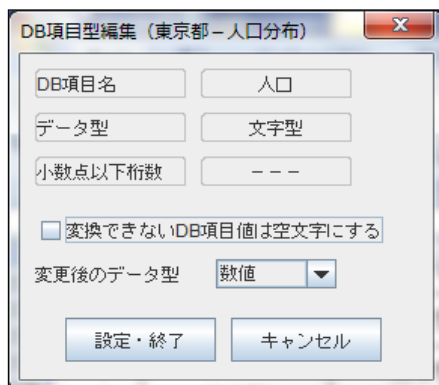 DB項目型編集（東京都－人口分布）
DB項目名 人口
データ型 文字型
小数点以下桁数 －－－
変換できないDB項目値は空文字にする
変更後のデータ型 数値
設定・終了 キャンセル